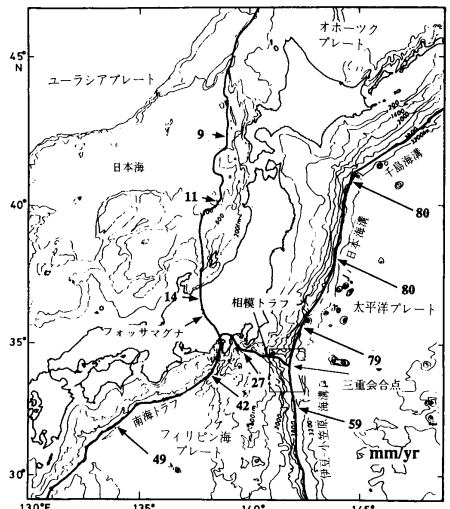 45°
N
オホーツク
プレート
ユーラシアプレート
9
千島海溝
日本海
11
40°
80
日本海溝
80
14
相模トラフ
太平洋プレート
オッサマグナ
79
35°
27
三重会合点
42
南海トラフ
59
伊豆・小笠原海溝
フィリピン海
プレート
49
mm/yr
30°
130°E
135°
140°
145°